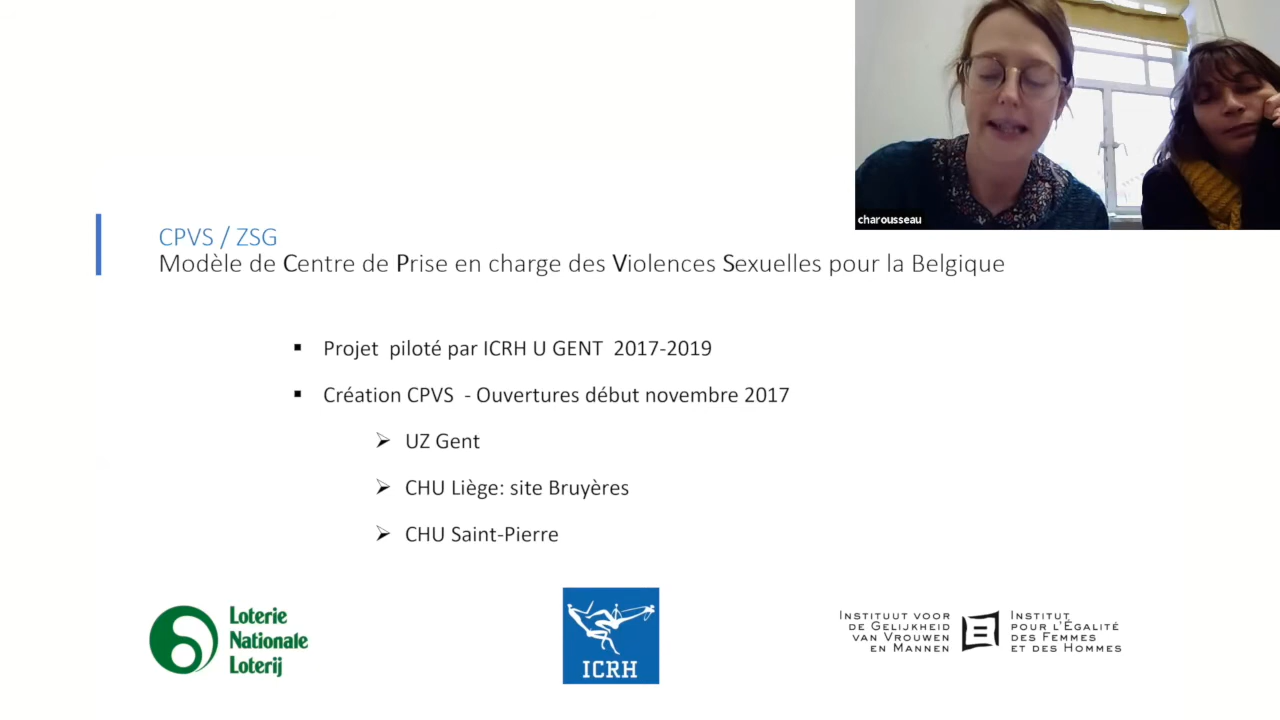 charousseau
CPVS / ZSG
Modèle de Centre de Prise en charge des Violences Sexuelles pour la Belgique
▪ Projet piloté par ICRH U GENT 2017-2019
▪ Création CPVS - Ouvertures début novembre 2017
➢ UZ Gent
➢ CHU Liège: site Bruyères
➢ CHU Saint-Pierre
Loterie
Nationale
Loterij
ICRH
Instituut voor
de Gelijkheid
van Vrouwen
en Mannen
Institut
pour l'Égalité
des Femmes
et des Hommes